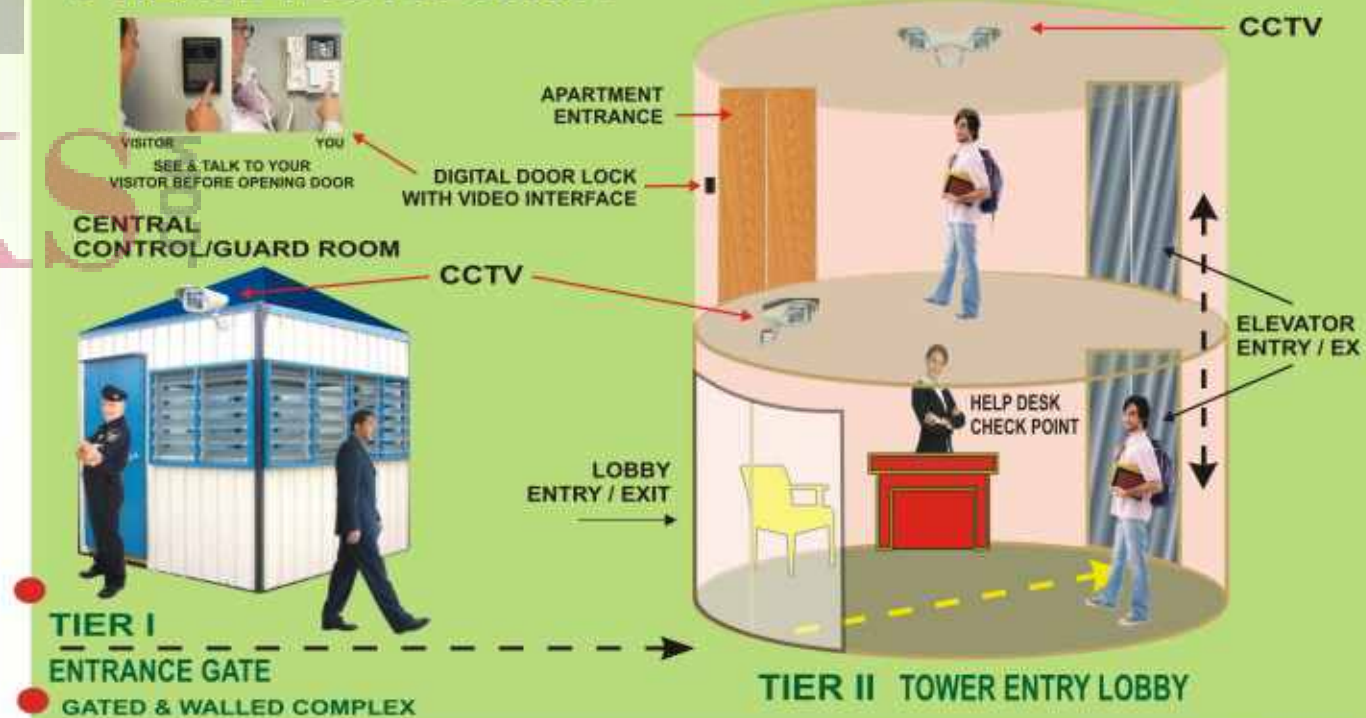 VISITOR
YOU
SEE & TALK TO YOUR
VISITOR BEFORE OPENING DOOR
CENTRAL
CONTROL/GUARD ROOM
CCTV
APARTMENT
ENTRANCE
DIGITAL DOOR LOCK
WITH VIDEO INTERFACE
CCTV
ELEVATOR
ENTRY / EX
HELP DESK
CHECK POINT
LOBBY
ENTRY / EXIT
TIER I
ENTRANCE GATE
GATED & WALLED COMPLEX
TIER II TOWER ENTRY LOBBY